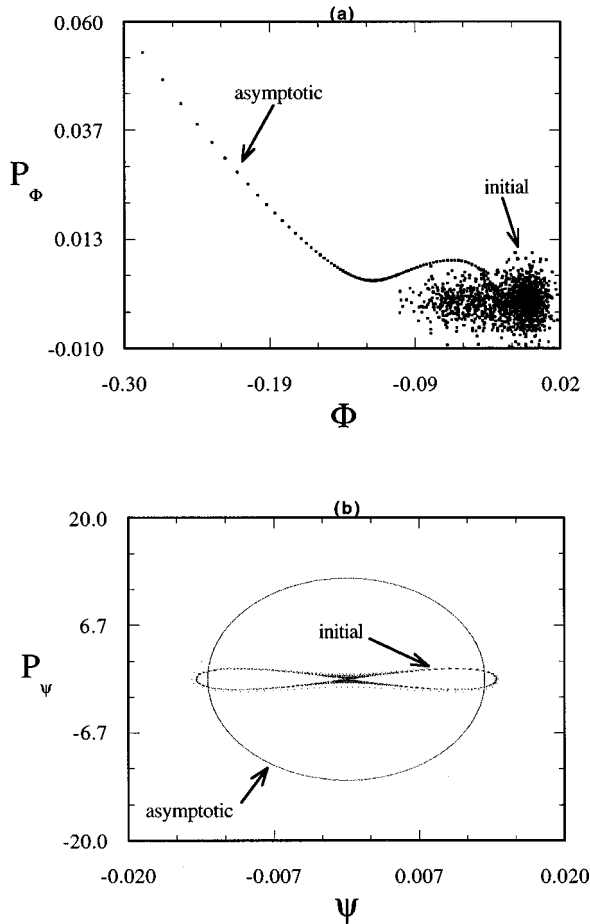 (a)
0.060
asymptotic
0.037
P_Φ
initial
0.013
-0.010
-0.30 -0.19 -0.09 0.02
Φ
(b)
20.0
6.7
initial
P_Ψ
-6.7
asymptotic
-20.0
-0.020 -0.007 0.007 0.020
Ψ